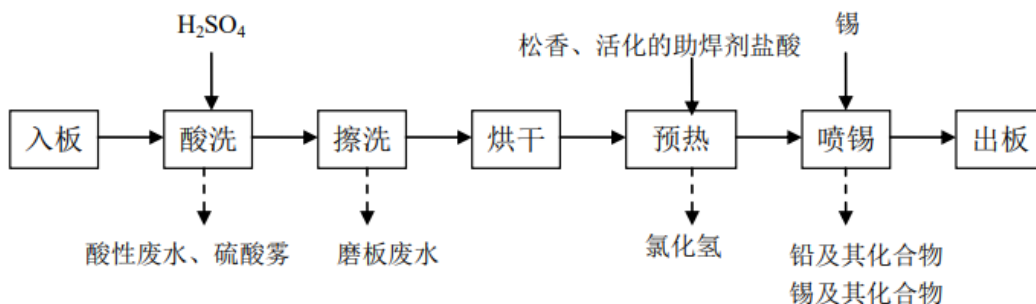 H₂SO₄
松香、活化的助焊剂盐酸
锡
入板
酸洗
擦洗
烘干
预热
喷锡
出板
酸性废水、硫酸雾
磨板废水
氯化氢
铅及其化合物
锡及其化合物